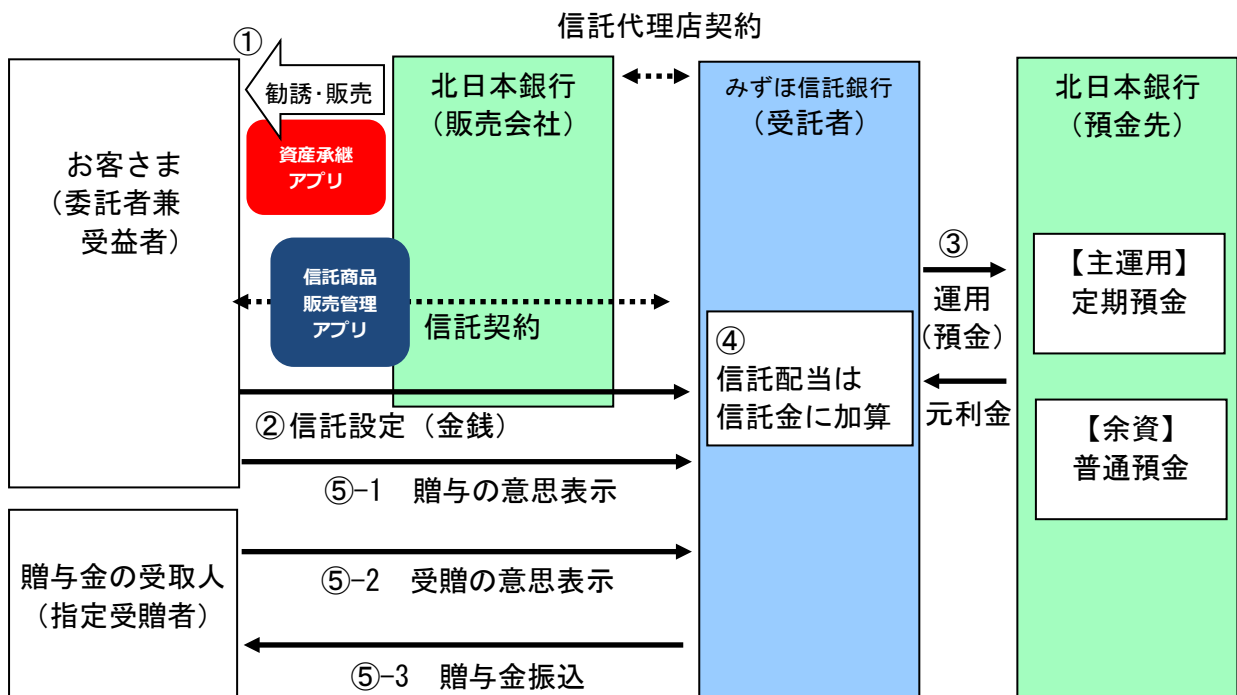 信託代理店契約
①
勧誘・販売
北日本銀行
（販売会社）
みずほ信託銀行
（受託者）
北日本銀行
（預金先）
お客さま
（委託者兼
受益者）
資産承継
アプリ
信託商品
販売管理
アプリ
信託契約
③
運用
（預金）
【主運用】
定期預金
④
信託配当は
信託金に加算
元利金
【余資】
普通預金
②信託設定（金銭）
⑤-1 贈与の意思表示
贈与金の受取人
（指定受贈者）
⑤-2 受贈の意思表示
⑤-3 贈与金振込